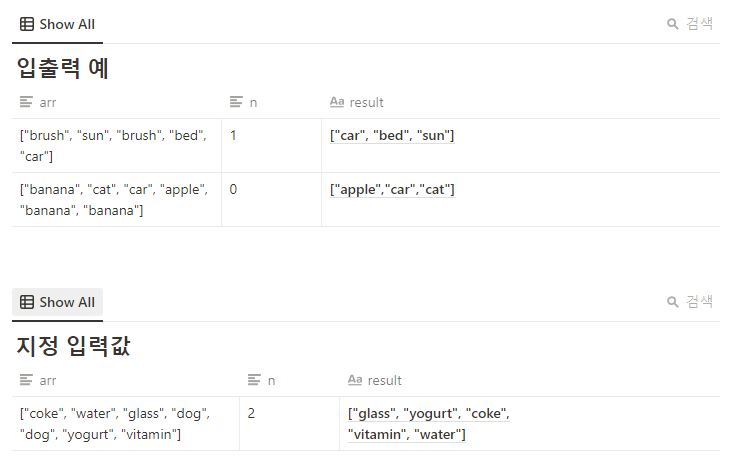 Show All 검색
입출력 예
arr n result
["brush", "sun", "brush", "bed", 1 ["car", "bed", "sun"]
"car"]
["banana", "cat", "car", "apple", 0 ["apple","car","cat"]
"banana", "banana"]
Show All 검색
지정 입력값
arr n result
["coke", "water", "glass", "dog", 2 ["glass", "yogurt", "coke",
"dog", "yogurt", "vitamin"] "vitamin", "water"]